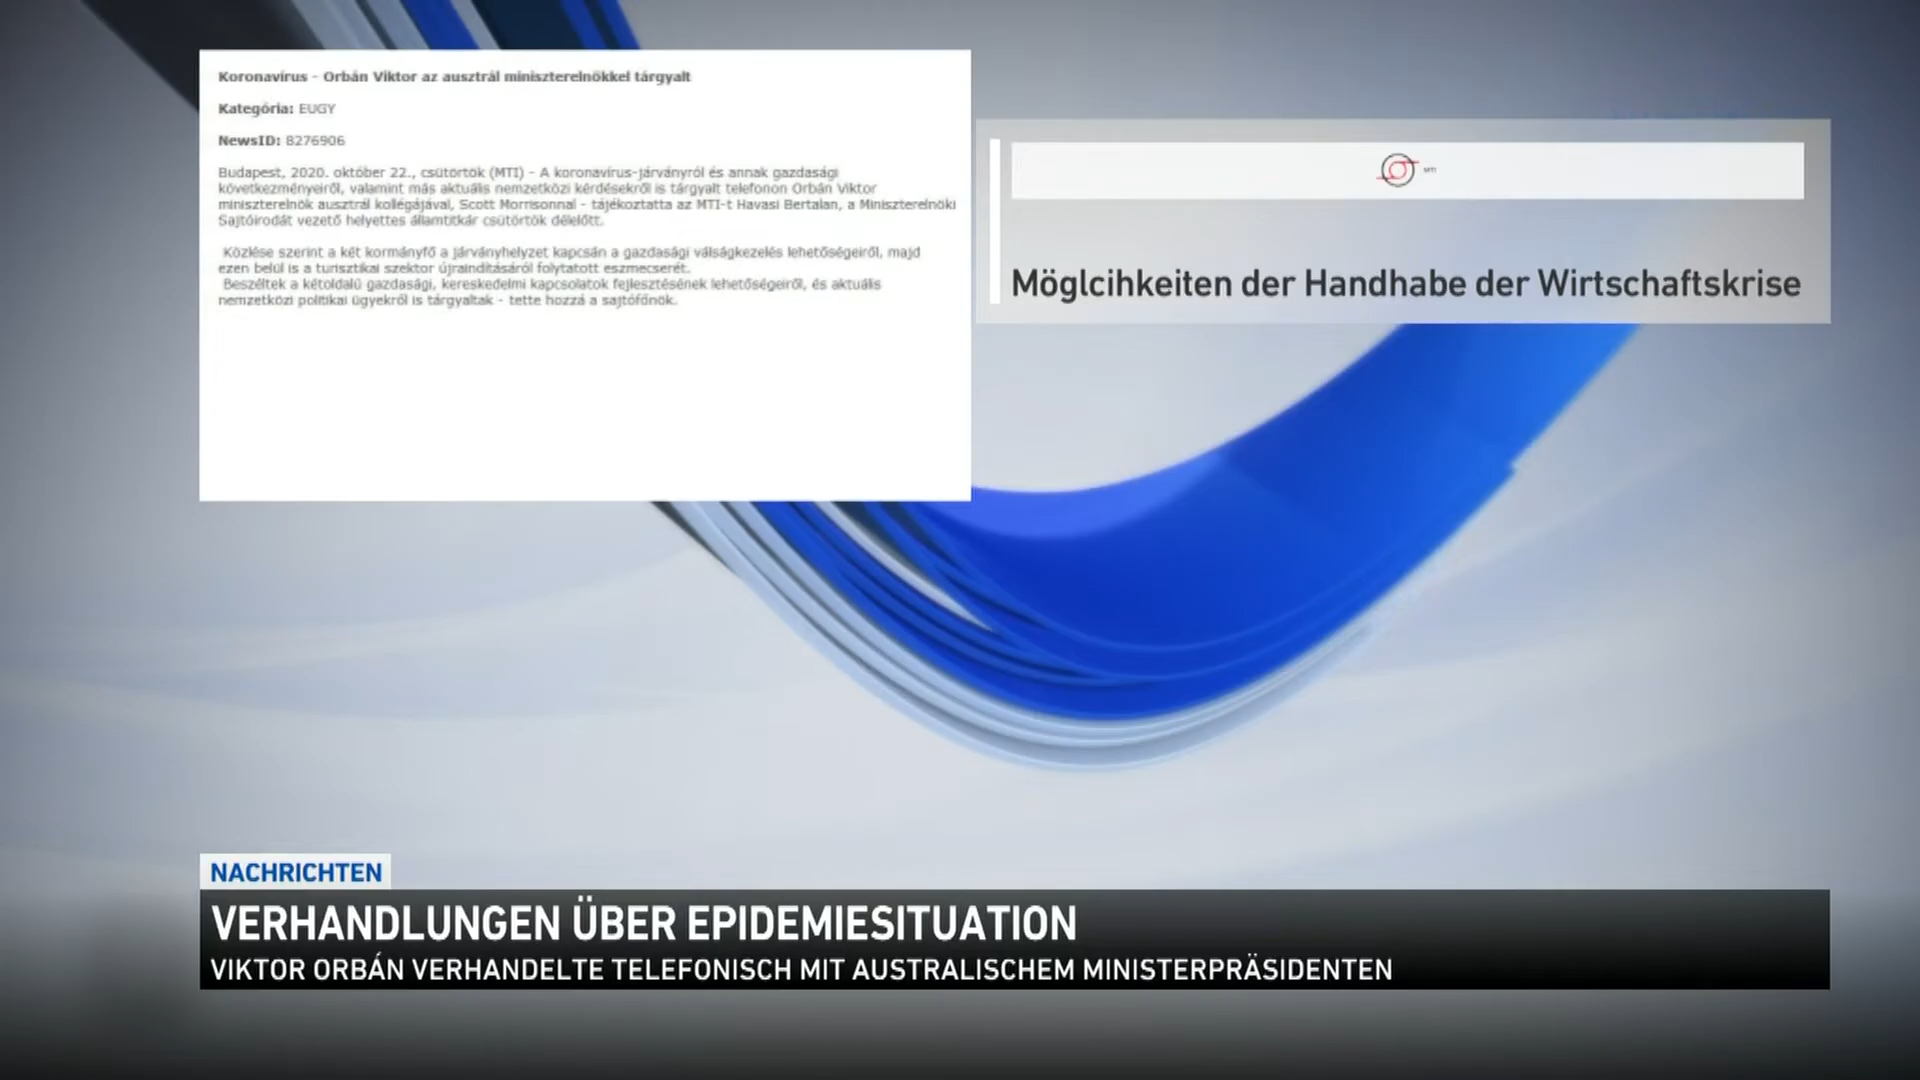 Koronavírus - Orbán Viktor az ausztrál miniszterelnökkel tárgyalt
Kategória: EUGY
NewsID: 8276906
Budapest, 2020. október 22., csütörtök (MTI) - A koronavírus-járványról és annak gazdasági
következményeiről, valamint más aktuális nemzetközi kérdésekről is tárgyalt telefonon Orbán Viktor
miniszterelnök ausztrál kollégájával, Scott Morrisonnal - tájékoztatta az MTI-t Havasi Bertalan, a Miniszterelnöki
Sajtóirodát vezető helyettes államtitkár csütörtök délelőtt.
Közlése szerint a két kormányfő a járványhelyzet kapcsán a gazdasági válságkezelés lehetőségeiről, majd
ezen belül is a turisztikai szektor újraindításáról folytatott eszmecserét.
Beszéltek a kétoldalú gazdasági, kereskedelmi kapcsolatok fejlesztésének lehetőségeiről, és aktuális
nemzetközi politikai ügyekről is tárgyaltak - tette hozzá a sajtófőnök.
MTI
Möglcihkeiten der Handhabe der Wirtschaftskrise
NACHRICHTEN
VERHANDLUNGEN ÜBER EPIDEMIESITUATION
VIKTOR ORBÁN VERHANDELTE TELEFONISCH MIT AUSTRALISCHEM MINISTERPRÄSIDENTEN